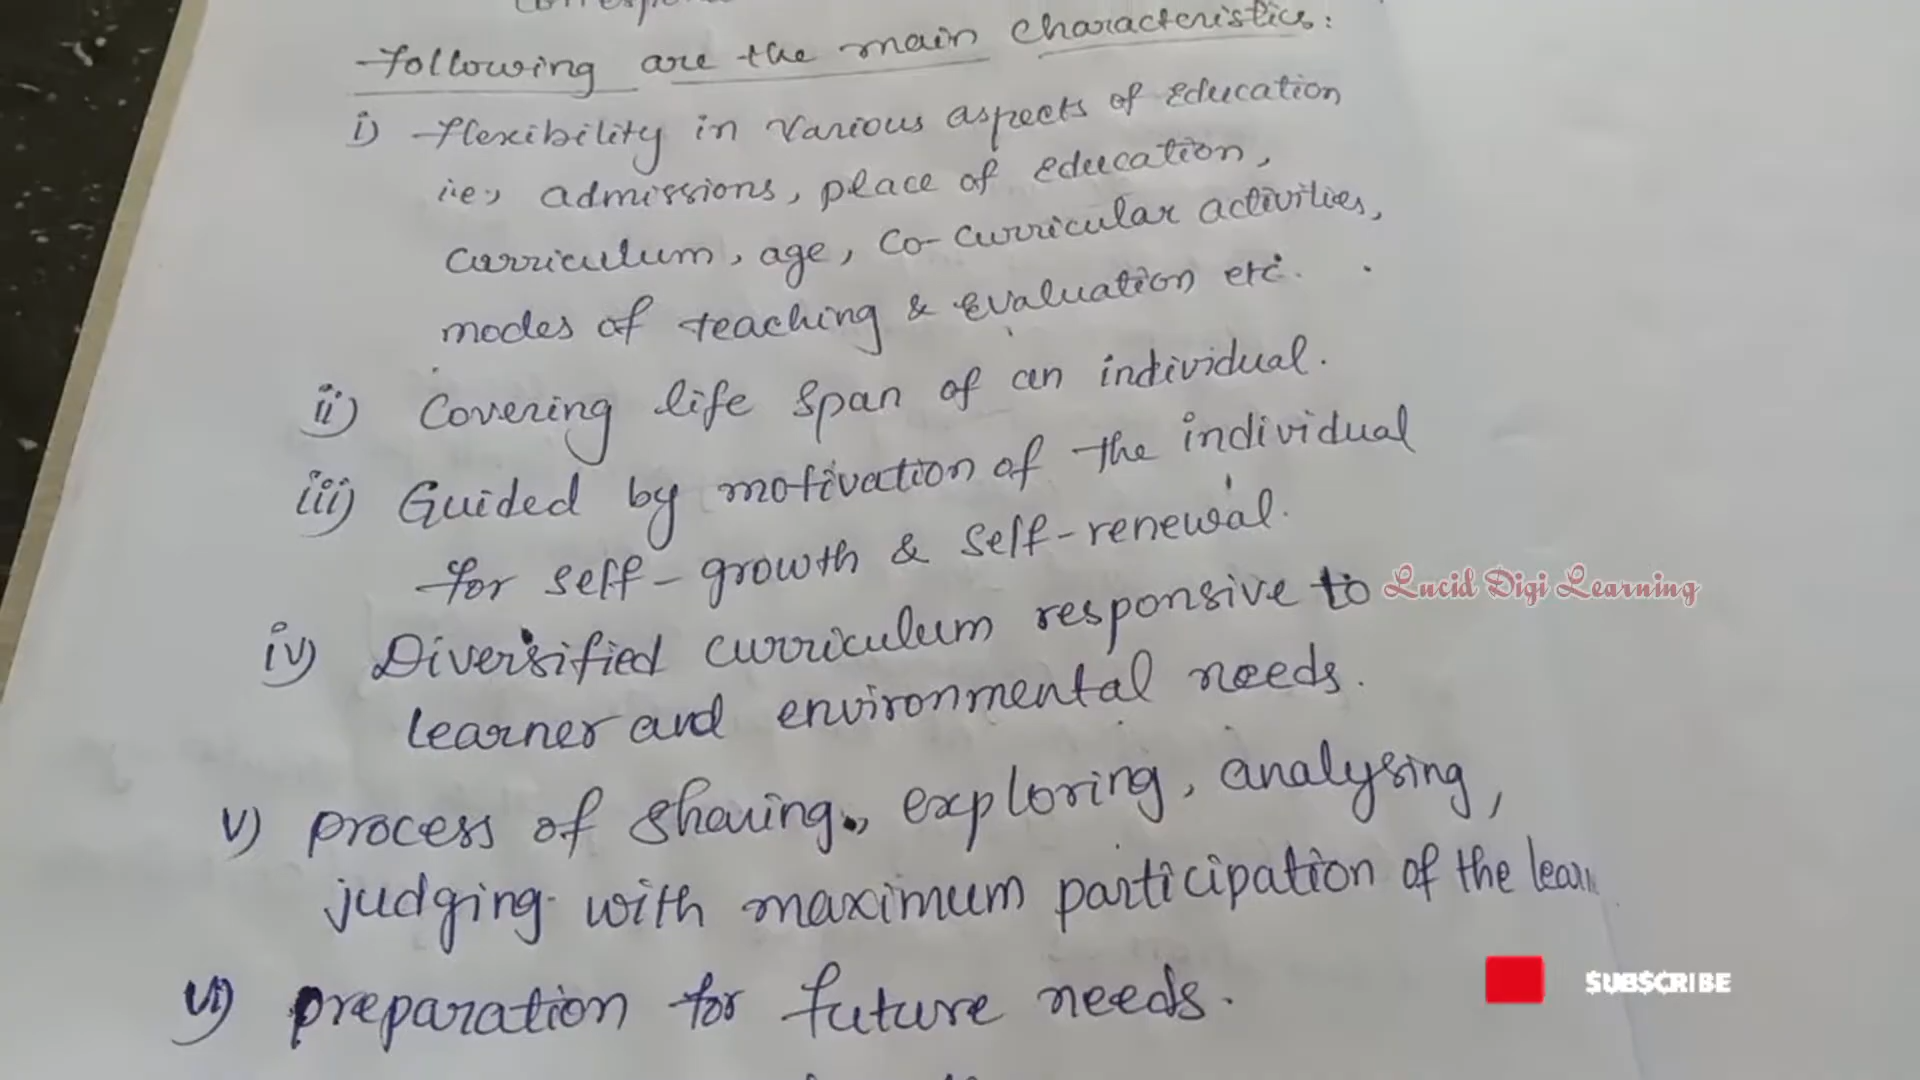 following are the main characteristics:
i) flexibility in various aspects of education
i.e., admissions, place of education,
curriculum, age, co-curricular activities,
modes of teaching & evaluation etc.
ii) Covering life span of an individual.
iii) Guided by motivation of the individual
for self-growth & self-renewal.
iv) Diversified curriculum responsive to
learner and environmental needs.
v) process of sharing, exploring, analysing,
judging with maximum participation of the
vi) preparation for future needs.
Lucid Digi Learning
SUBSCRIBE